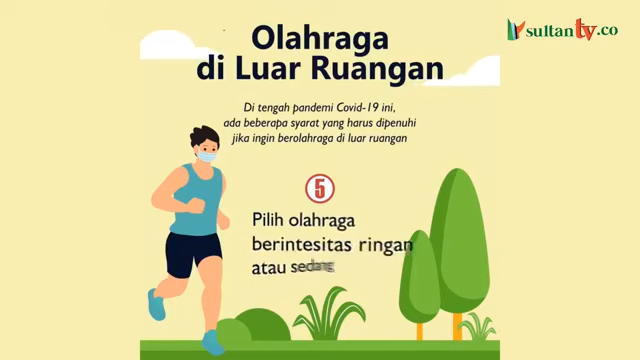 sultantv.co
Olahraga
di Luar Ruangan
Di tengah pandemi Covid-19 ini,
ada beberapa syarat yang harus dipenuhi
jika ingin berolahraga di luar ruangan
5
Pilih olahraga
berintesitas ringan
atau sedang